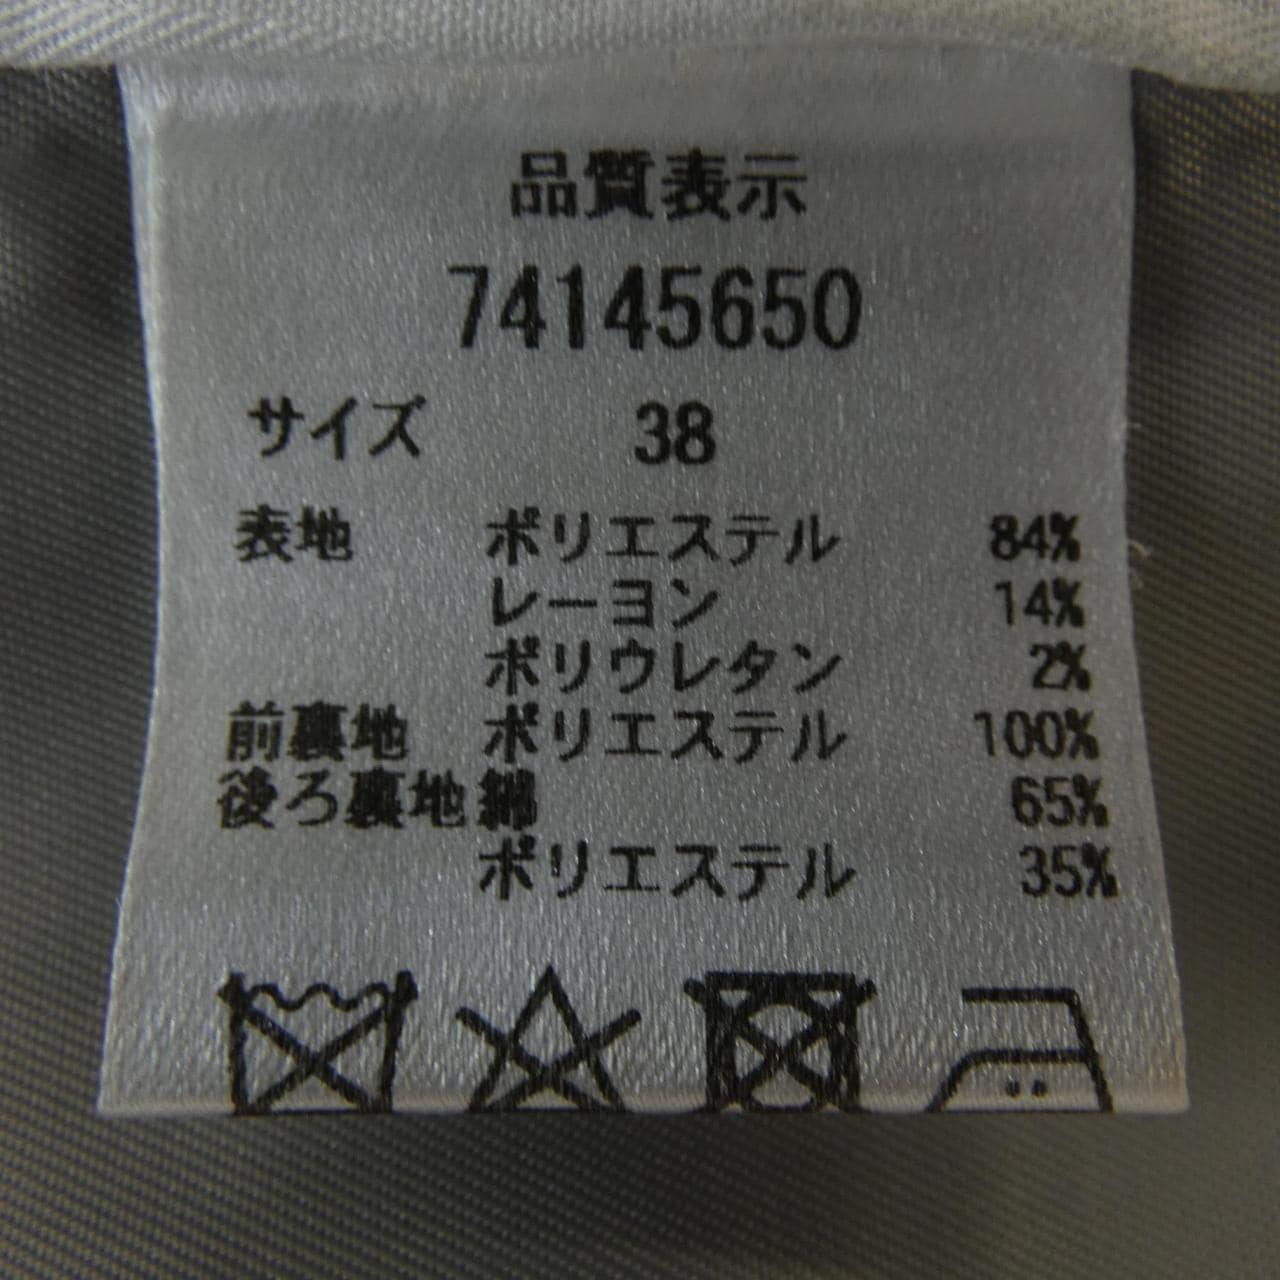 品質表示
74145650
サイズ 38
表地 ポリエステル 84%
レーヨン 14%
ポリウレタン 2%
前裏地 ポリエステル 100%
後ろ裏地 綿 65%
ポリエステル 35%